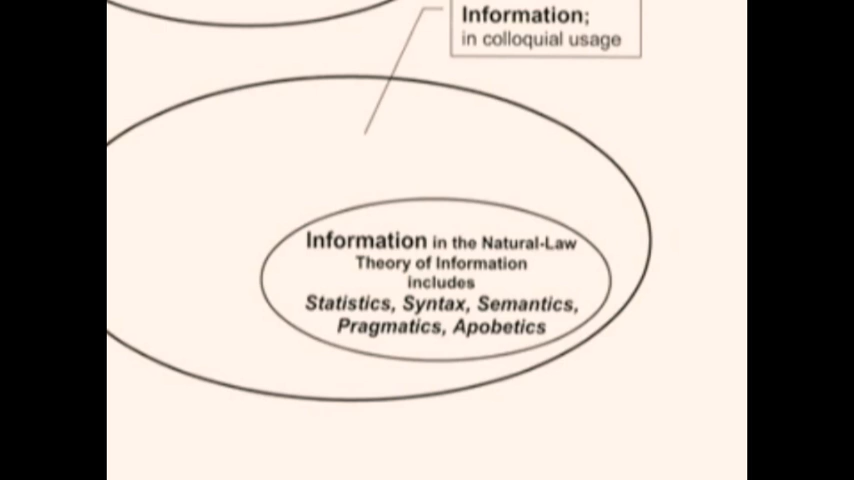 Information;
in colloquial usage
Information in the Natural-Law
Theory of Information
includes
Statistics, Syntax, Semantics,
Pragmatics, Apobetics